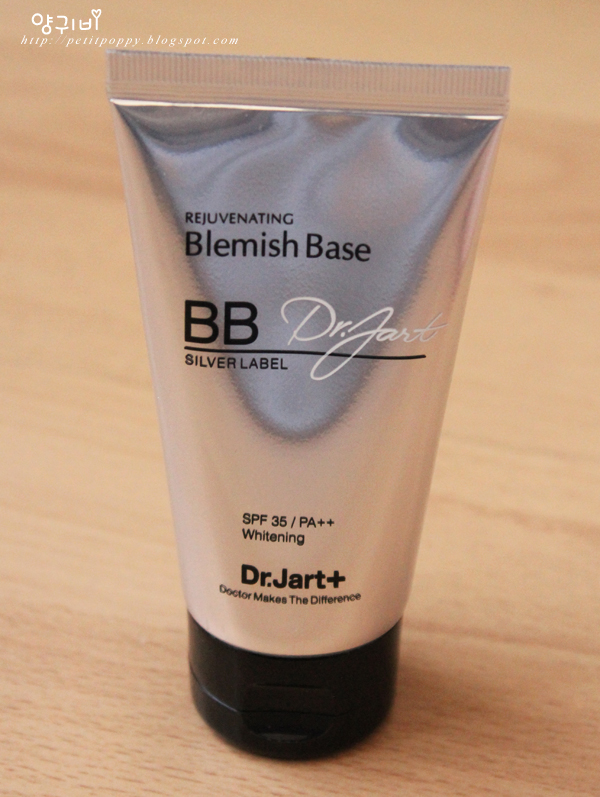 양귀비
http://petitpoppy.blogspot.com
REJUVENATING
Blemish Base
BB Dr.Jart
SILVER LABEL
SPF 35 / PA++
Whitening
Dr.Jart+
Doctor Makes The Difference